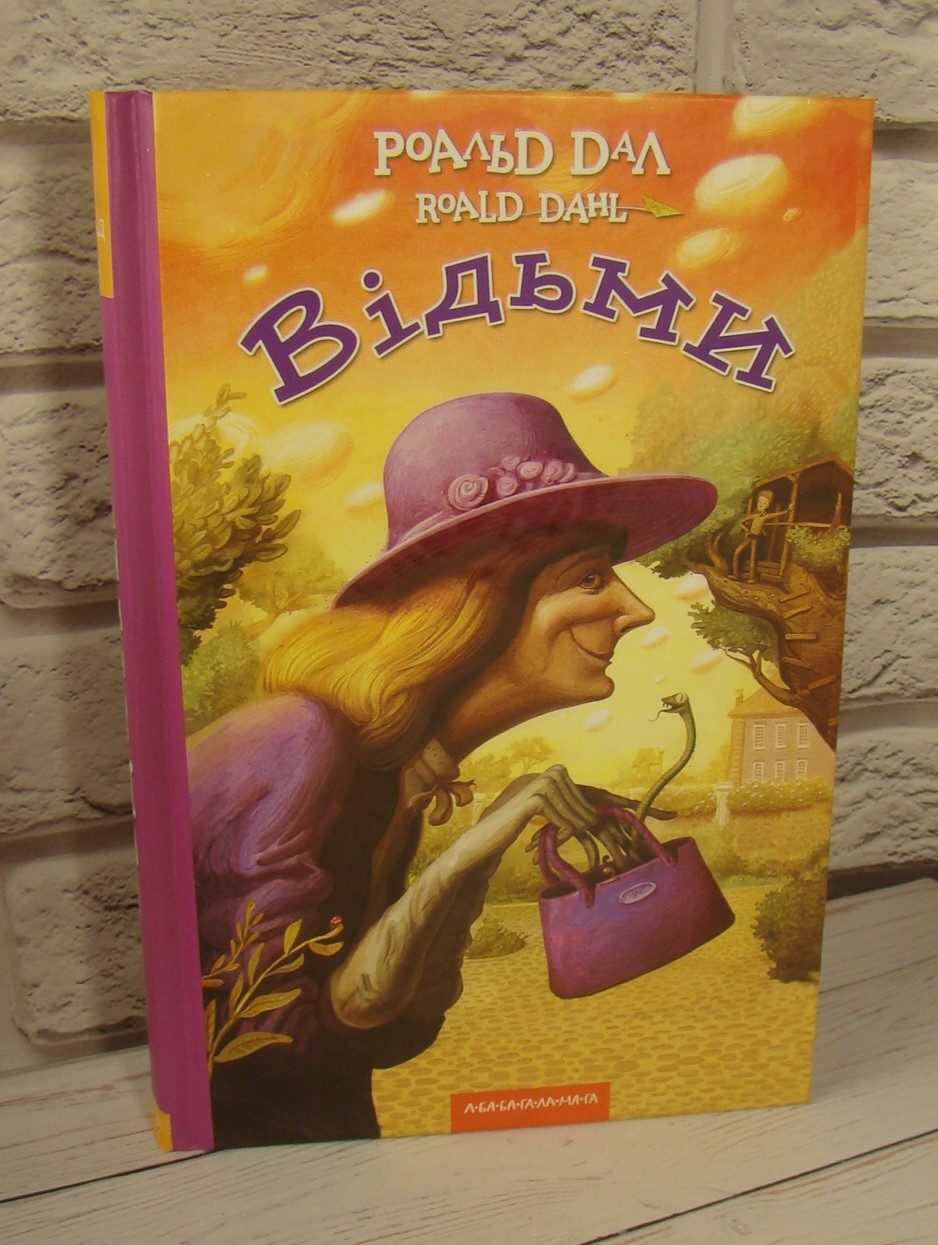 РОАЛЬД ДАЛ
ROALD DAHL
Відьми
А-БА-БА-ГА-ЛА-МА-ГА